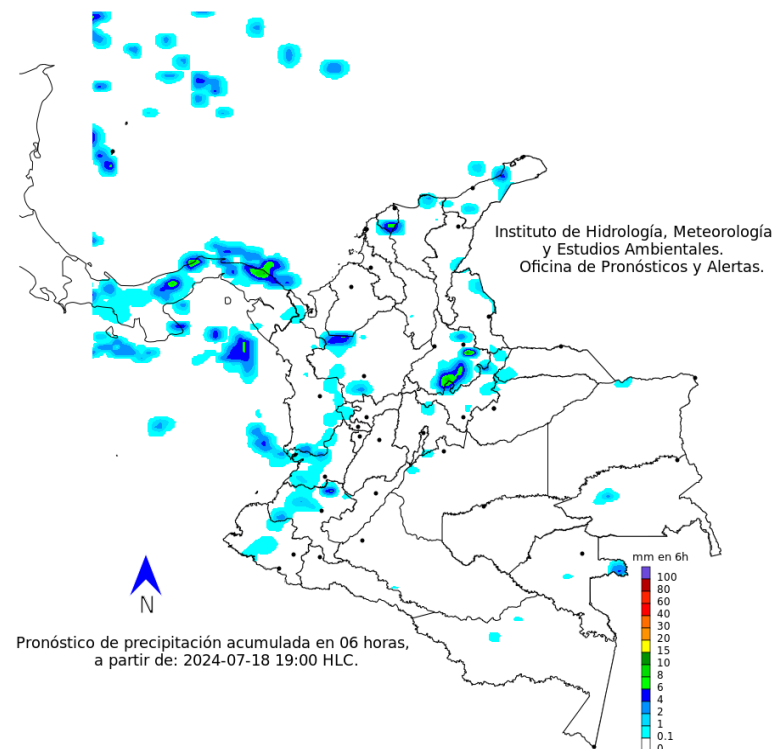 Instituto de Hidrología, Meteorología
y Estudios Ambientales.
Oficina de Pronósticos y Alertas.
mm en 6h
100
80
60
40
30
20
15
10
8
6
4
2
1
0.1
0
N
Pronóstico de precipitación acumulada en 06 horas,
a partir de: 2024-07-18 19:00 HLC.